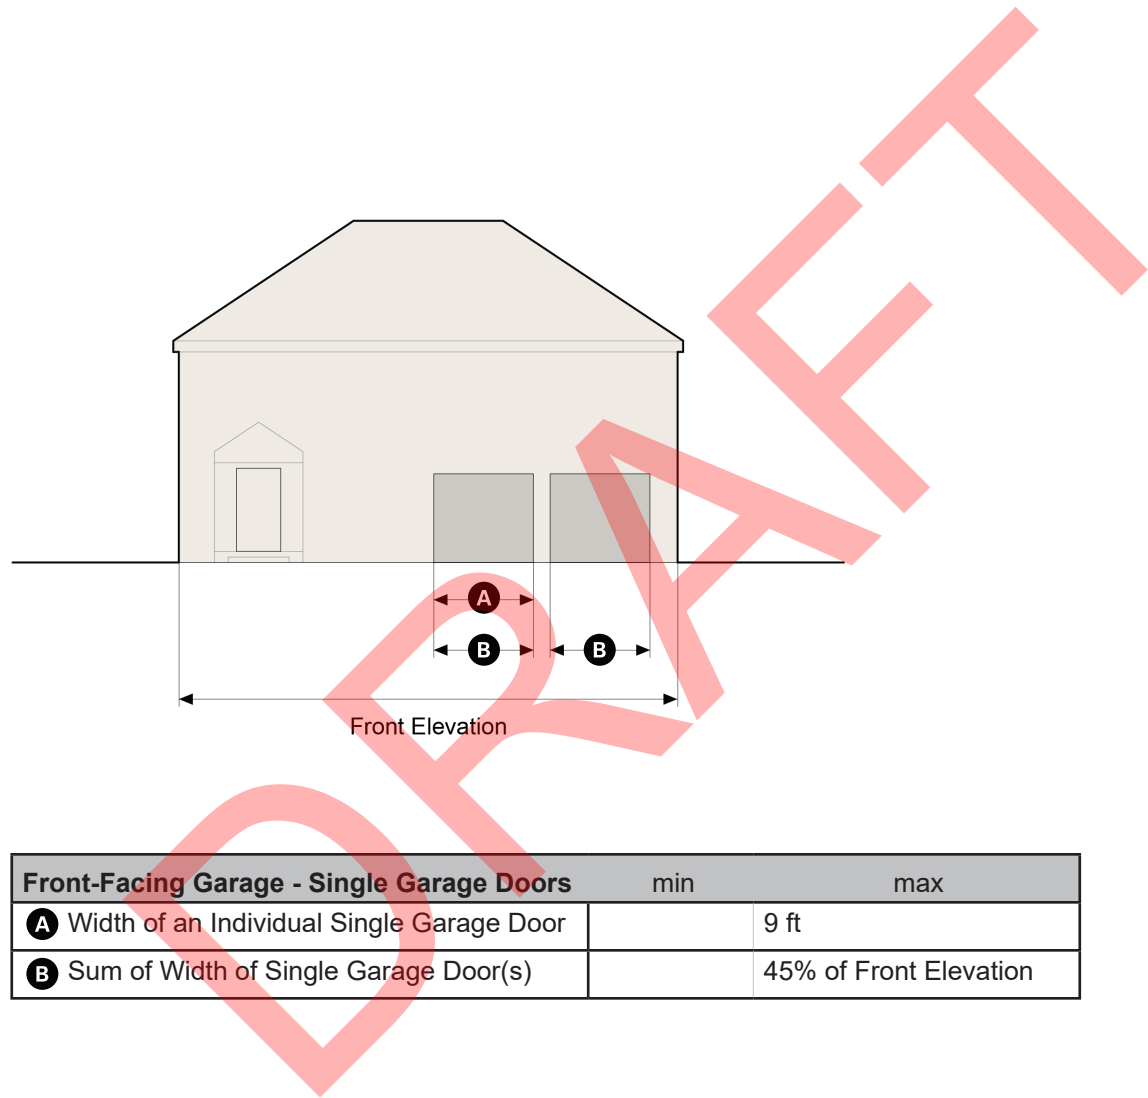 A
B B
Front Elevation
Front-Facing Garage - Single Garage Doors min max
A Width of an Individual Single Garage Door 9 ft
B Sum of Width of Single Garage Door(s) 45% of Front Elevation
DRAFT